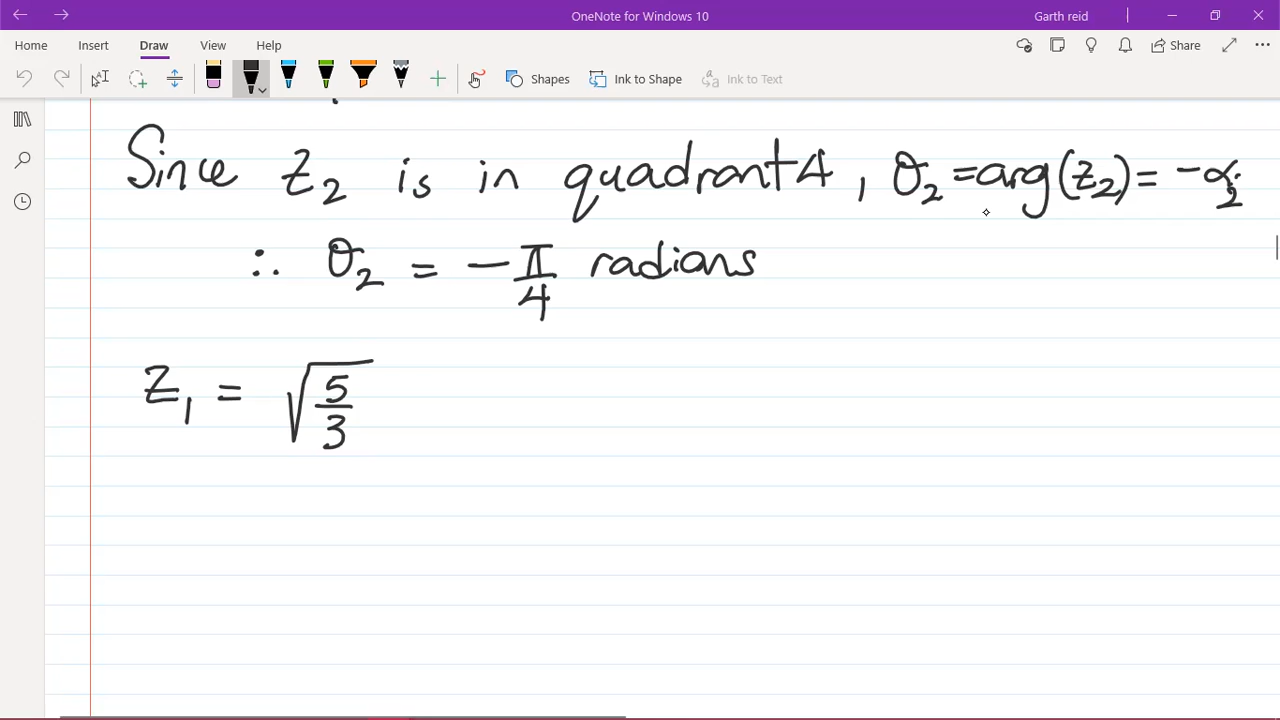 OneNote for Windows 10
Garth reid
Home Insert Draw View Help
Share
Shapes Ink to Shape Ink to Text
Since z₂ is in quadrant 4, θ₂ = arg(z₂) = -α₂
∴ θ₂ = -π/4 radians
z₁ = √(5/3)